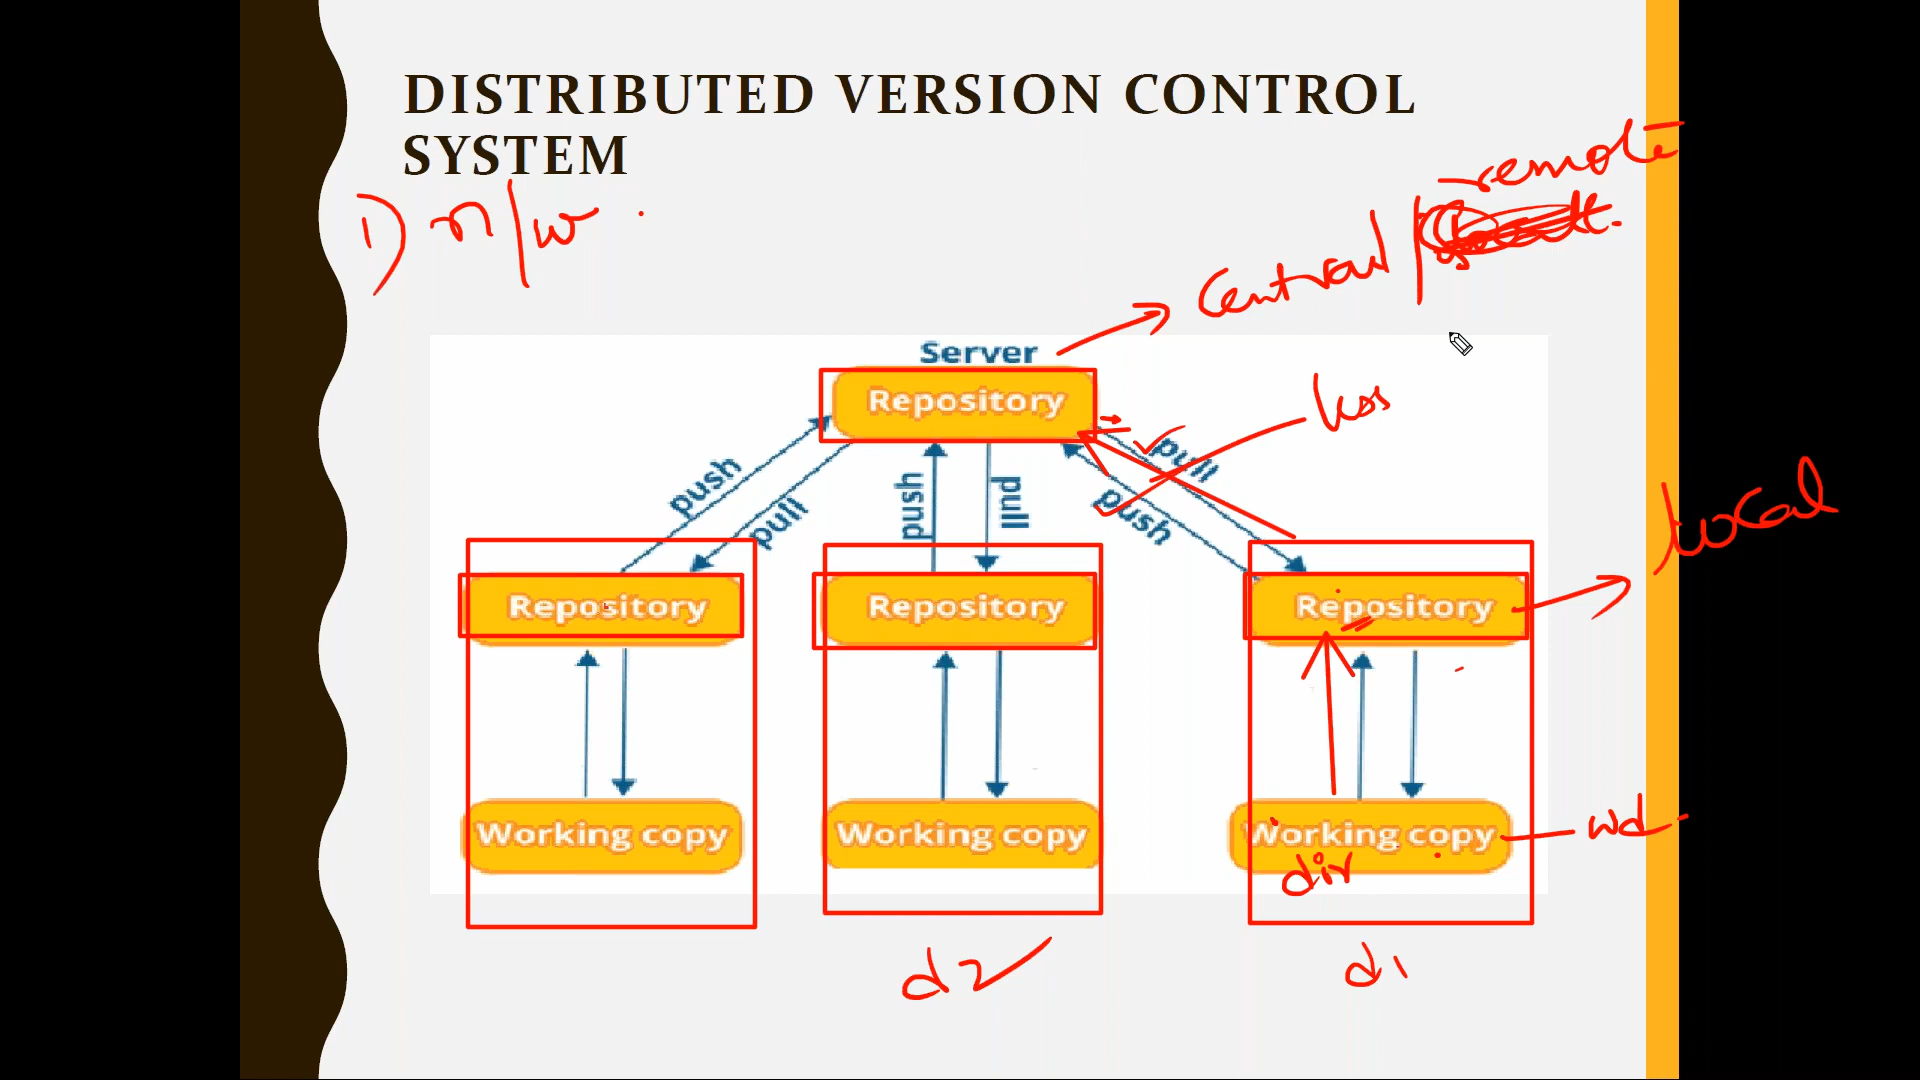 DISTRIBUTED VERSION CONTROL
SYSTEM
remote
1) n/w.
central/
Server
Repository
less
push
pull
push
pull
pull
push
local
Repository
Repository
Repository
Working copy
Working copy
Working copy
wd
dir
d2
d1